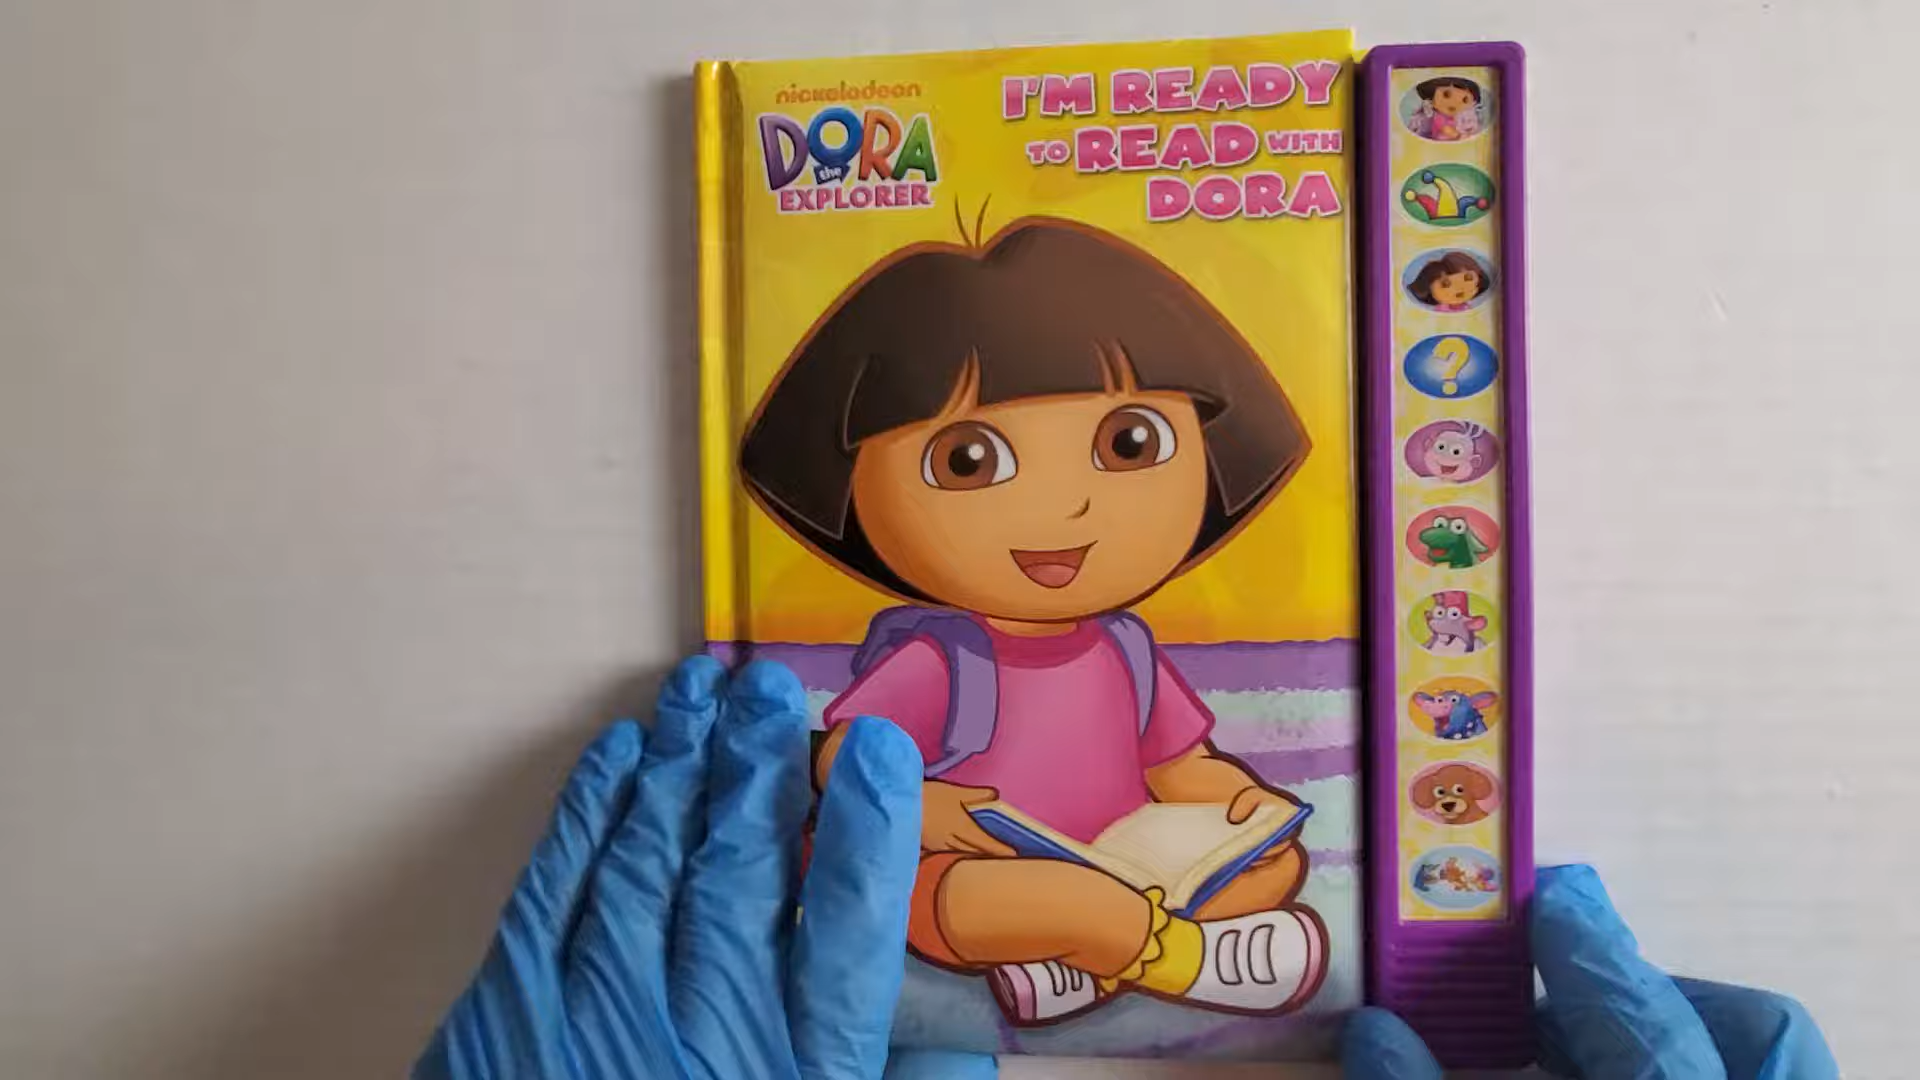 nickelodeon
DORA
the
EXPLORER
I'M READY
TO READ WITH
DORA
?